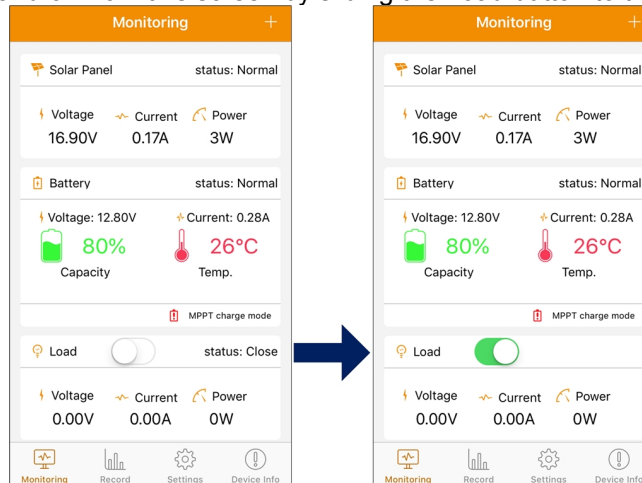 Monitoring +
Solar Panel status: Normal
Voltage Current Power
16.90V 0.17A 3W
Battery status: Normal
Voltage: 12.80V Current: 0.28A
80% 26°C
Capacity Temp.
MPPT charge mode
Load status: Close
Voltage Current Power
0.00V 0.00A 0W
Monitoring Record Settings Device Info
Monitoring +
Solar Panel status: Normal
Voltage Current Power
16.90V 0.17A 3W
Battery status: Normal
Voltage: 12.80V Current: 0.28A
80% 26°C
Capacity Temp.
MPPT charge mode
Load
Voltage Current Power
0.00V 0.00A 0W
Monitoring Record Settings Device Info